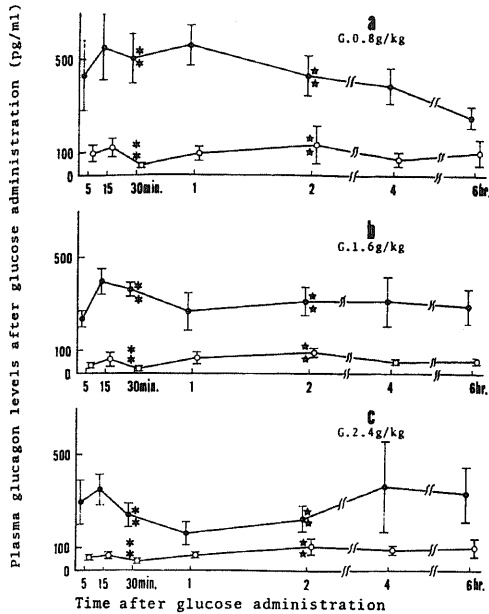 Plasma glucagon levels after glucose administration (pg/ml)
a
G.0.8g/kg
500
100
0
5 15 30min. 1 2 4 6hr.
b
G.1.6g/kg
500
100
0
5 15 30min. 1 2 4 6hr.
c
G.2.4g/kg
500
100
0
5 15 30min. 1 2 4 6hr.
Time after glucose administration